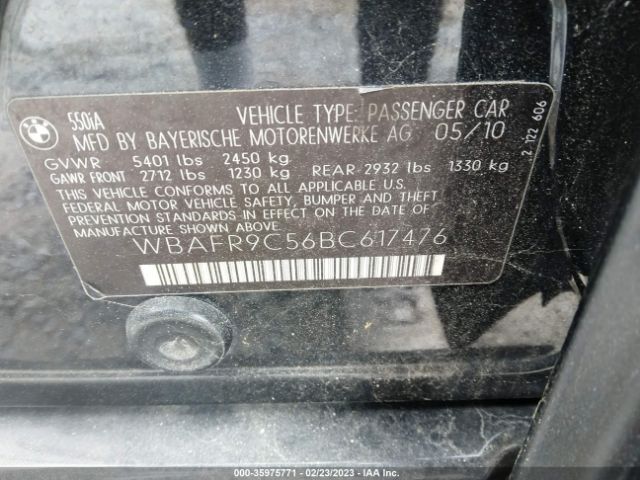 BMW
550iA
VEHICLE TYPE: PASSENGER CAR
MFD BY BAYERISCHE MOTORENWERKE AG 05/10
GVWR 5401 lbs 2450 kg
GAWR FRONT 2712 lbs 1230 kg REAR 2932 lbs 1330 kg
THIS VEHICLE CONFORMS TO ALL APPLICABLE U.S.
FEDERAL MOTOR VEHICLE SAFETY, BUMPER AND THEFT
PREVENTION STANDARDS IN EFFECT ON THE DATE OF
MANUFACTURE SHOWN ABOVE
WBAFR9C56BC617476
2 122 606
000-35975771 - 02/23/2023 - IAA Inc.